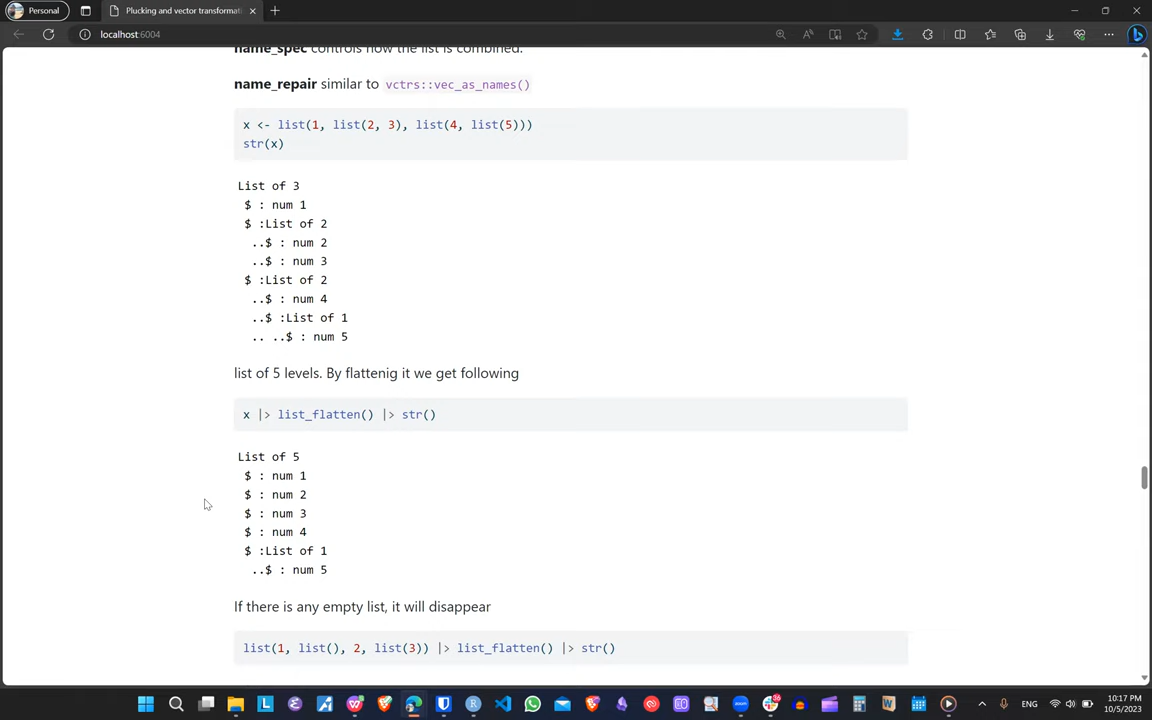 Personal
Plucking and vector transformati
localhost:6004
name_spec controls how the list is combined.
name_repair similar to vctrs::vec_as_names()
x <- list(1, list(2, 3), list(4, list(5)))
str(x)
List of 3
$ : num 1
$ :List of 2
..$ : num 2
..$ : num 3
$ :List of 2
..$ : num 4
..$ :List of 1
.. ..$ : num 5
list of 5 levels. By flattenig it we get following
x |> list_flatten() |> str()
List of 5
$ : num 1
$ : num 2
$ : num 3
$ : num 4
$ :List of 1
..$ : num 5
If there is any empty list, it will disappear
list(1, list(), 2, list(3)) |> list_flatten() |> str()
ENG
10:17 PM
10/5/2023